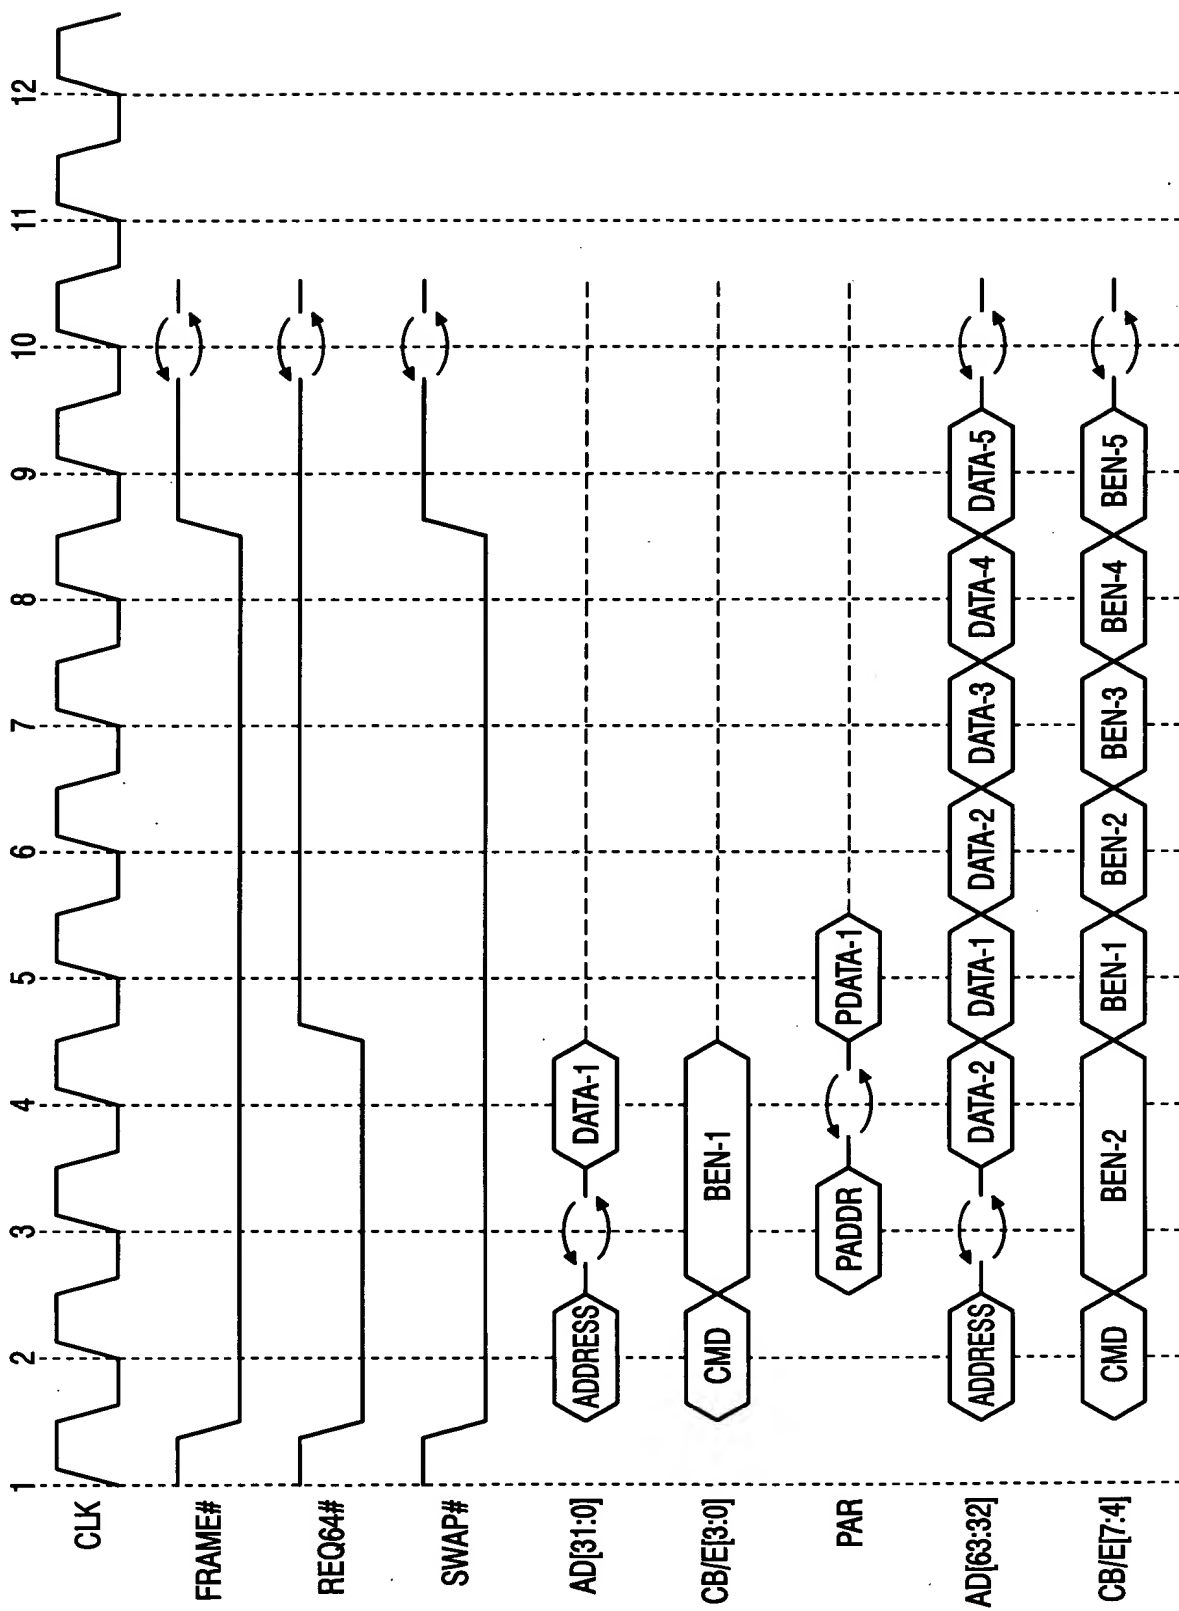 1 2 3 4 5 6 7 8 9 10 11 12
CLK
FRAME#
REQ64#
SWAP#
AD[31:0] ADDRESS DATA-1
CB/E[3:0] CMD BEN-1
PAR PADDR PDATA-1
AD[63:32] ADDRESS DATA-2 DATA-1 DATA-2 DATA-3 DATA-4 DATA-5
CB/E[7:4] CMD BEN-2 BEN-1 BEN-2 BEN-3 BEN-4 BEN-5